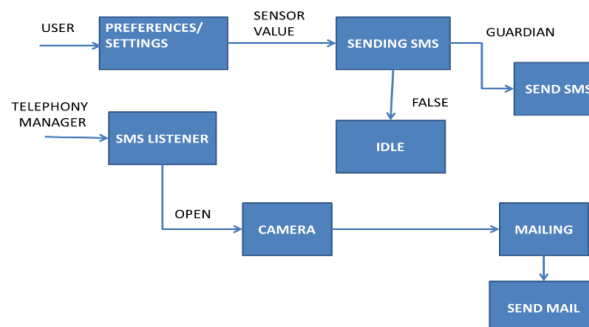 USER
PREFERENCES/
SETTINGS
SENSOR
VALUE
SENDING SMS
GUARDIAN
SEND SMS
FALSE
IDLE
TELEPHONY
MANAGER
SMS LISTENER
OPEN
CAMERA
MAILING
SEND MAIL